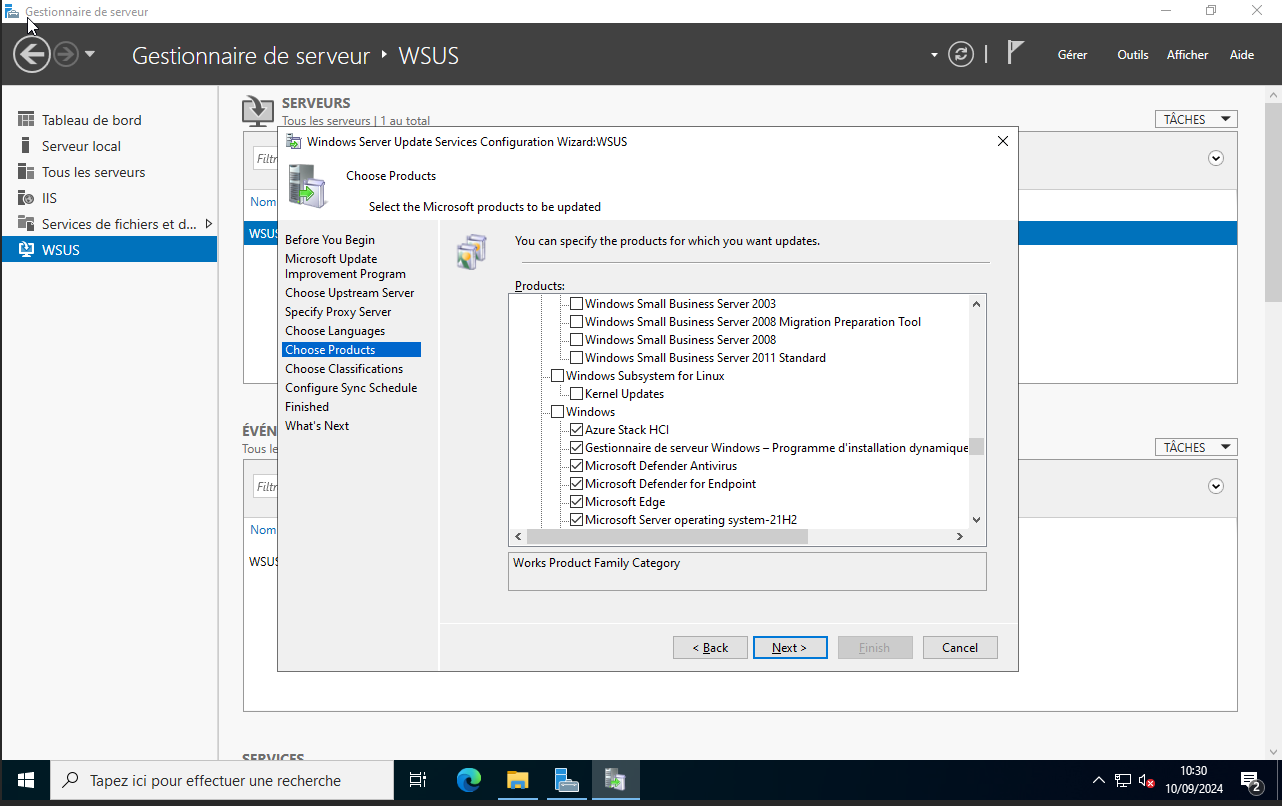 Gestionnaire de serveur
Gestionnaire de serveur ‣ WSUS
Gérer Outils Afficher Aide
Tableau de bord
Serveur local
Tous les serveurs
IIS
Services de fichiers et d...
WSUS
SERVEURS
Tous les serveurs | 1 au total
TÂCHES
Filtr
Nom
WSUS
Windows Server Update Services Configuration Wizard:WSUS
Choose Products
Select the Microsoft products to be updated
Before You Begin
Microsoft Update
Improvement Program
Choose Upstream Server
Specify Proxy Server
Choose Languages
Choose Products
Choose Classifications
Configure Sync Schedule
Finished
What's Next
You can specify the products for which you want updates.
Products:
Windows Small Business Server 2003
Windows Small Business Server 2008 Migration Preparation Tool
Windows Small Business Server 2008
Windows Small Business Server 2011 Standard
Windows Subsystem for Linux
Kernel Updates
Windows
Azure Stack HCI
Gestionnaire de serveur Windows – Programme d'installation dynamique
Microsoft Defender Antivirus
Microsoft Defender for Endpoint
Microsoft Edge
Microsoft Server operating system-21H2
Works Product Family Category
< Back Next > Finish Cancel
ÉVÉN
Tous le
TÂCHES
Filtr
Nom
WSUS
SERVICES
Tapez ici pour effectuer une recherche
10:30
10/09/2024
2